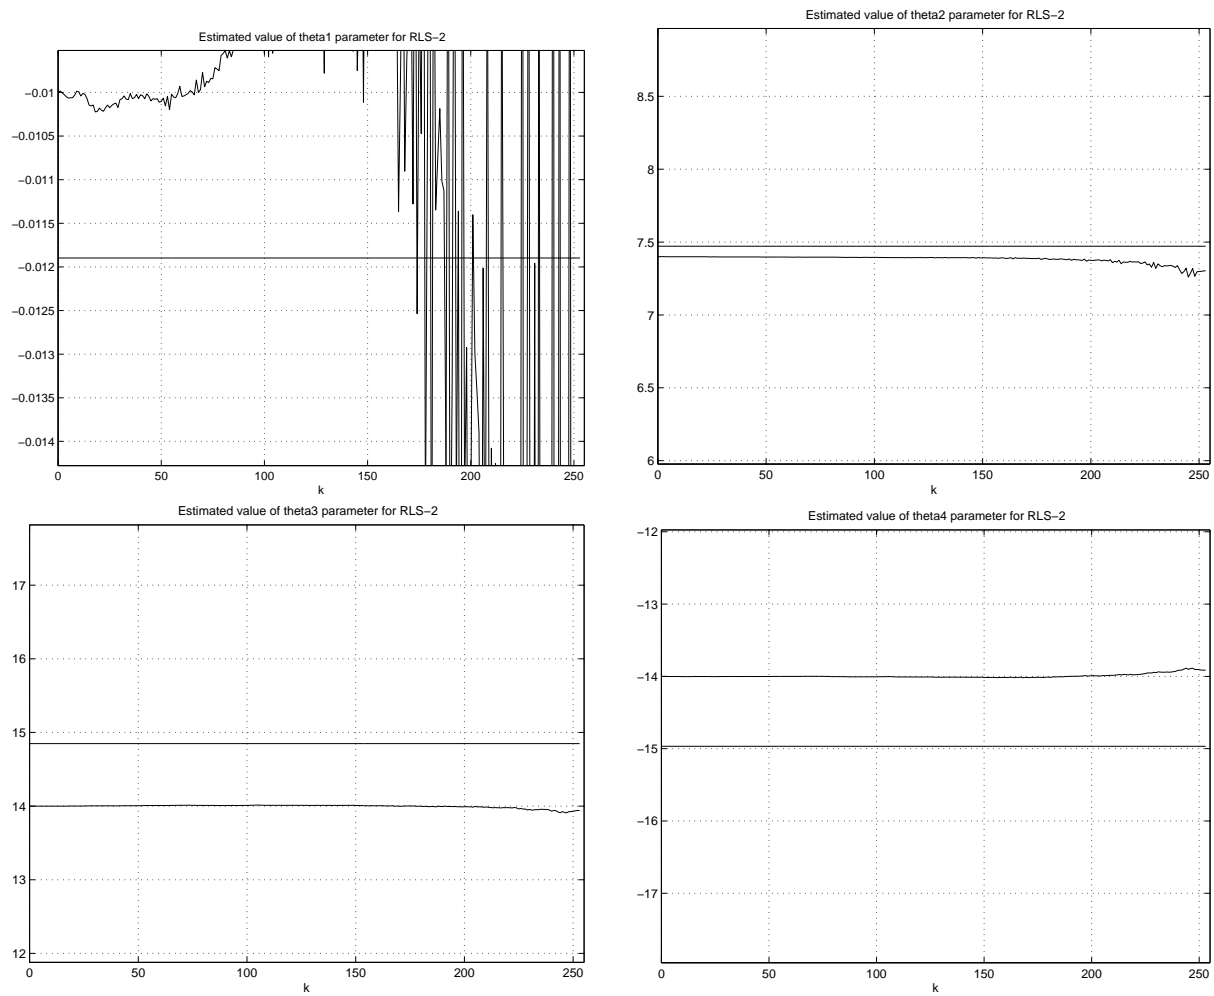 Estimated value of theta1 parameter for RLS−2
−0.01
−0.0105
−0.011
−0.0115
−0.012
−0.0125
−0.013
−0.0135
−0.014
0 50 100 150 200 250
k
Estimated value of theta2 parameter for RLS−2
8.5
8
7.5
7
6.5
6
0 50 100 150 200 250
k
Estimated value of theta3 parameter for RLS−2
17
16
15
14
13
12
0 50 100 150 200 250
k
Estimated value of theta4 parameter for RLS−2
−12
−13
−14
−15
−16
−17
0 50 100 150 200 250
k